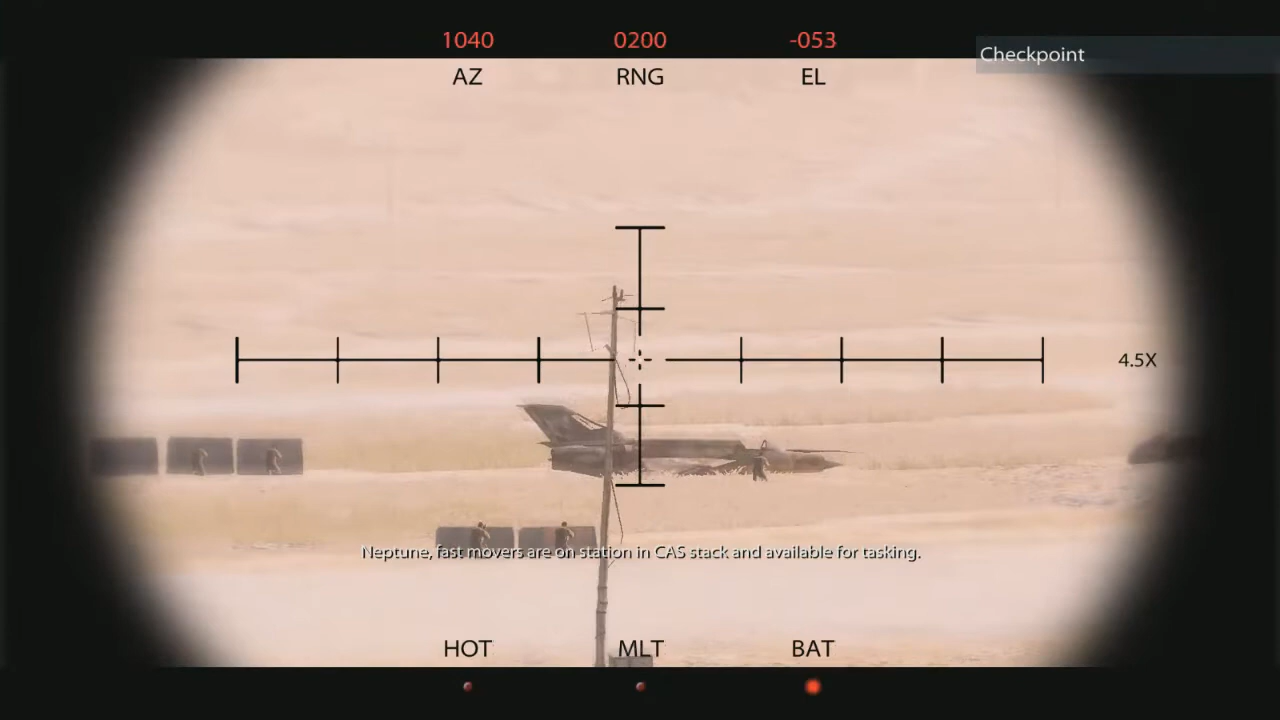 1040 0200 -053
Checkpoint
AZ RNG EL
4.5X
Neptune, fast movers are on station in CAS stack and available for tasking.
HOT MLT BAT